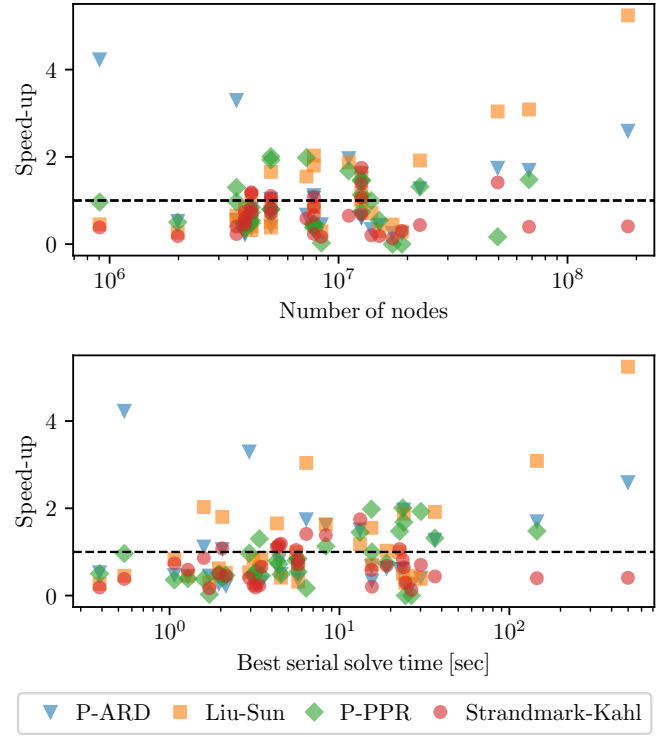 4
2
0
Speed-up
10^6 10^7 10^8
Number of nodes
4
2
0
Speed-up
10^0 10^1 10^2
Best serial solve time [sec]
P-ARD Liu-Sun P-PPR Strandmark-Kahl